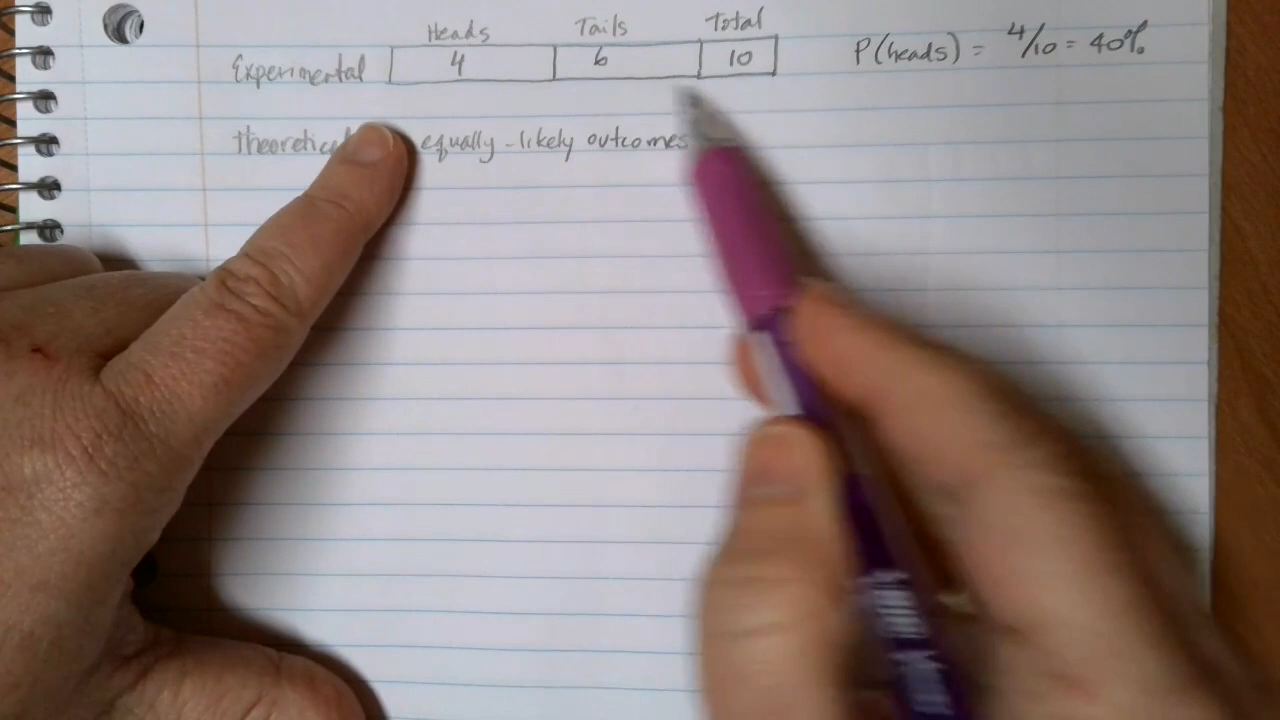 Heads Tails Total
Experimental 4 6 10 P(heads) = 4/10 = 40%
equally-likely outcomes